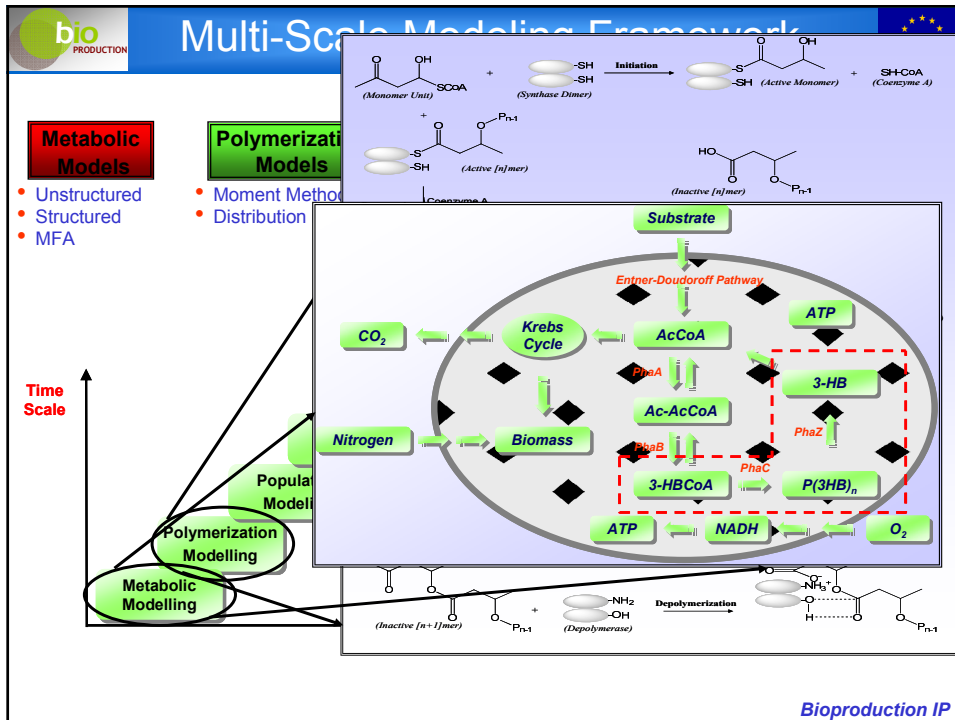 bio
PRODUCTION
Multi-Scale Modeling Framework
Metabolic
Models
• Unstructured
• Structured
• MFA
Polymerizati
Models
• Moment Metho
• Distribution
O OH
SCoA
(Monomer Unit)
+
SH
SH
(Synthase Dimer)
Initiation
O OH
S
SH
(Active Monomer)
+
SH-CoA
(Coenzyme A)
+
O O Pn-1
S
SH
(Active [n]mer)
HO O O Pn-1
(Inactive [n]mer)
Coenzyme A
Substrate
Entner-Doudoroff Pathway
ATP
CO2
Krebs
Cycle
AcCoA
PhaA
3-HB
Ac-AcCoA
Nitrogen
Biomass
PhaB
PhaZ
PhaC
3-HBCoA
P(3HB)n
ATP
NADH
O2
Time
Scale
Populat
Modeli
Polymerization
Modelling
Metabolic
Modelling
O O O Pn-1
(Inactive [n+1]mer)
+
NH2
OH
(Depolymerase)
Depolymerization
O O- O
NH3+
O
H O O Pn-1
Bioproduction IP